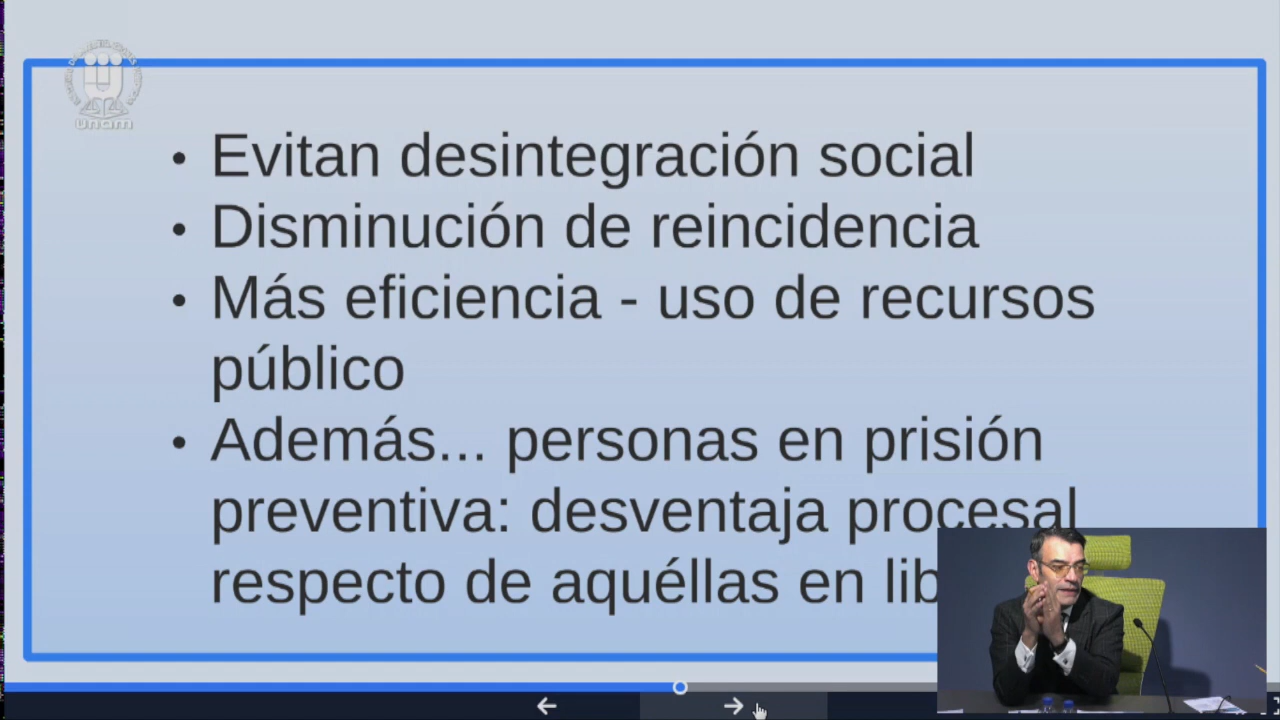 unam
• Evitan desintegración social
• Disminución de reincidencia
• Más eficiencia - uso de recursos
público
• Además... personas en prisión
preventiva: desventaja procesal
respecto de aquéllas en